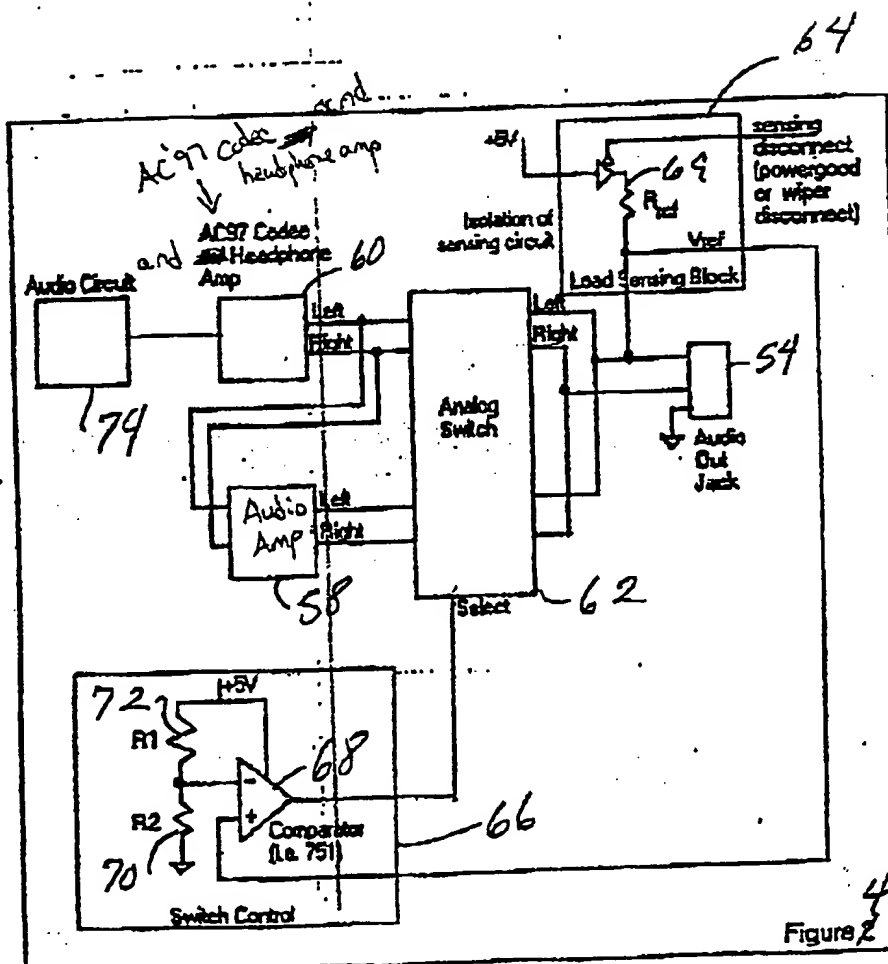 64
and
AC'97 Codec
headphone amp
+5V
sensing
disconnect
(powergood
or wiper
disconnect)
69
R
Isolation of
sensing circuit
Vref
Load Sensing Block
and
AC97 Codec
Headphone
Amp
60
Audio Circuit
74
Left
Right
Left
Right
Analog
Switch
54
Audio
Out
Jack
Audio
Amp
58
Left
Right
62
Select
72
+5V
R1
68
-
+
R2
70
Comparator
(i.e. 751)
66
Switch Control
4
Figure 2